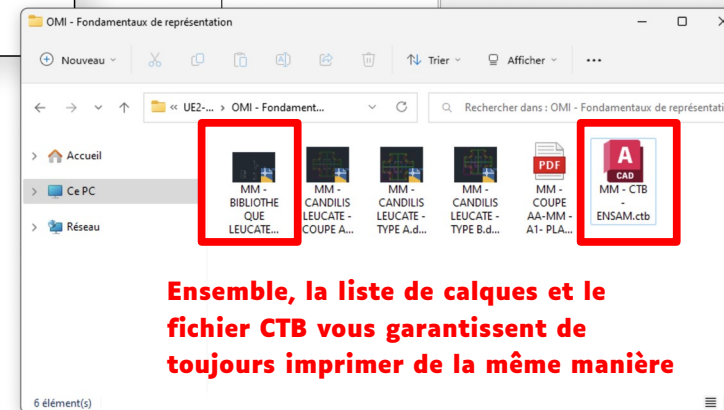 OMI - Fondamentaux de représentation
Nouveau
Trier
Afficher
« UE2-... › OMI - Fondament...
Rechercher dans : OMI - Fondamentaux de représentati
Accueil
Ce PC
Réseau
MM -
BIBLIOTHE
QUE
LEUCATE...
MM -
CANDILIS
LEUCATE -
COUPE A...
MM -
CANDILIS
LEUCATE -
TYPE A.d...
MM -
CANDILIS
LEUCATE -
TYPE B.d...
PDF
MM -
COUPE
AA-MM -
A1- PLA...
A
CAD
MM - CTB
-
ENSAM.ctb
Ensemble, la liste de calques et le
fichier CTB vous garantissent de
toujours imprimer de la même manière
6 élément(s)